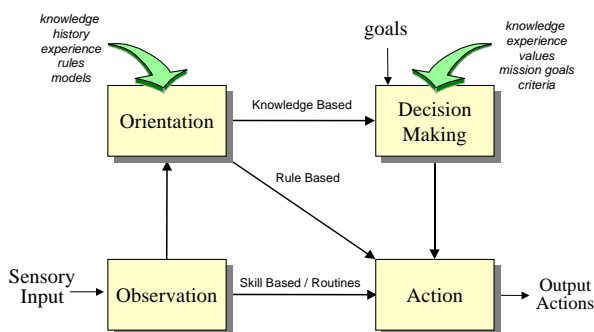 knowledge
history
experience
rules
models
goals
knowledge
experience
values
mission goals
criteria
Orientation
Knowledge Based
Decision
Making
Rule Based
Sensory
Input
Observation
Skill Based / Routines
Action
Output
Actions